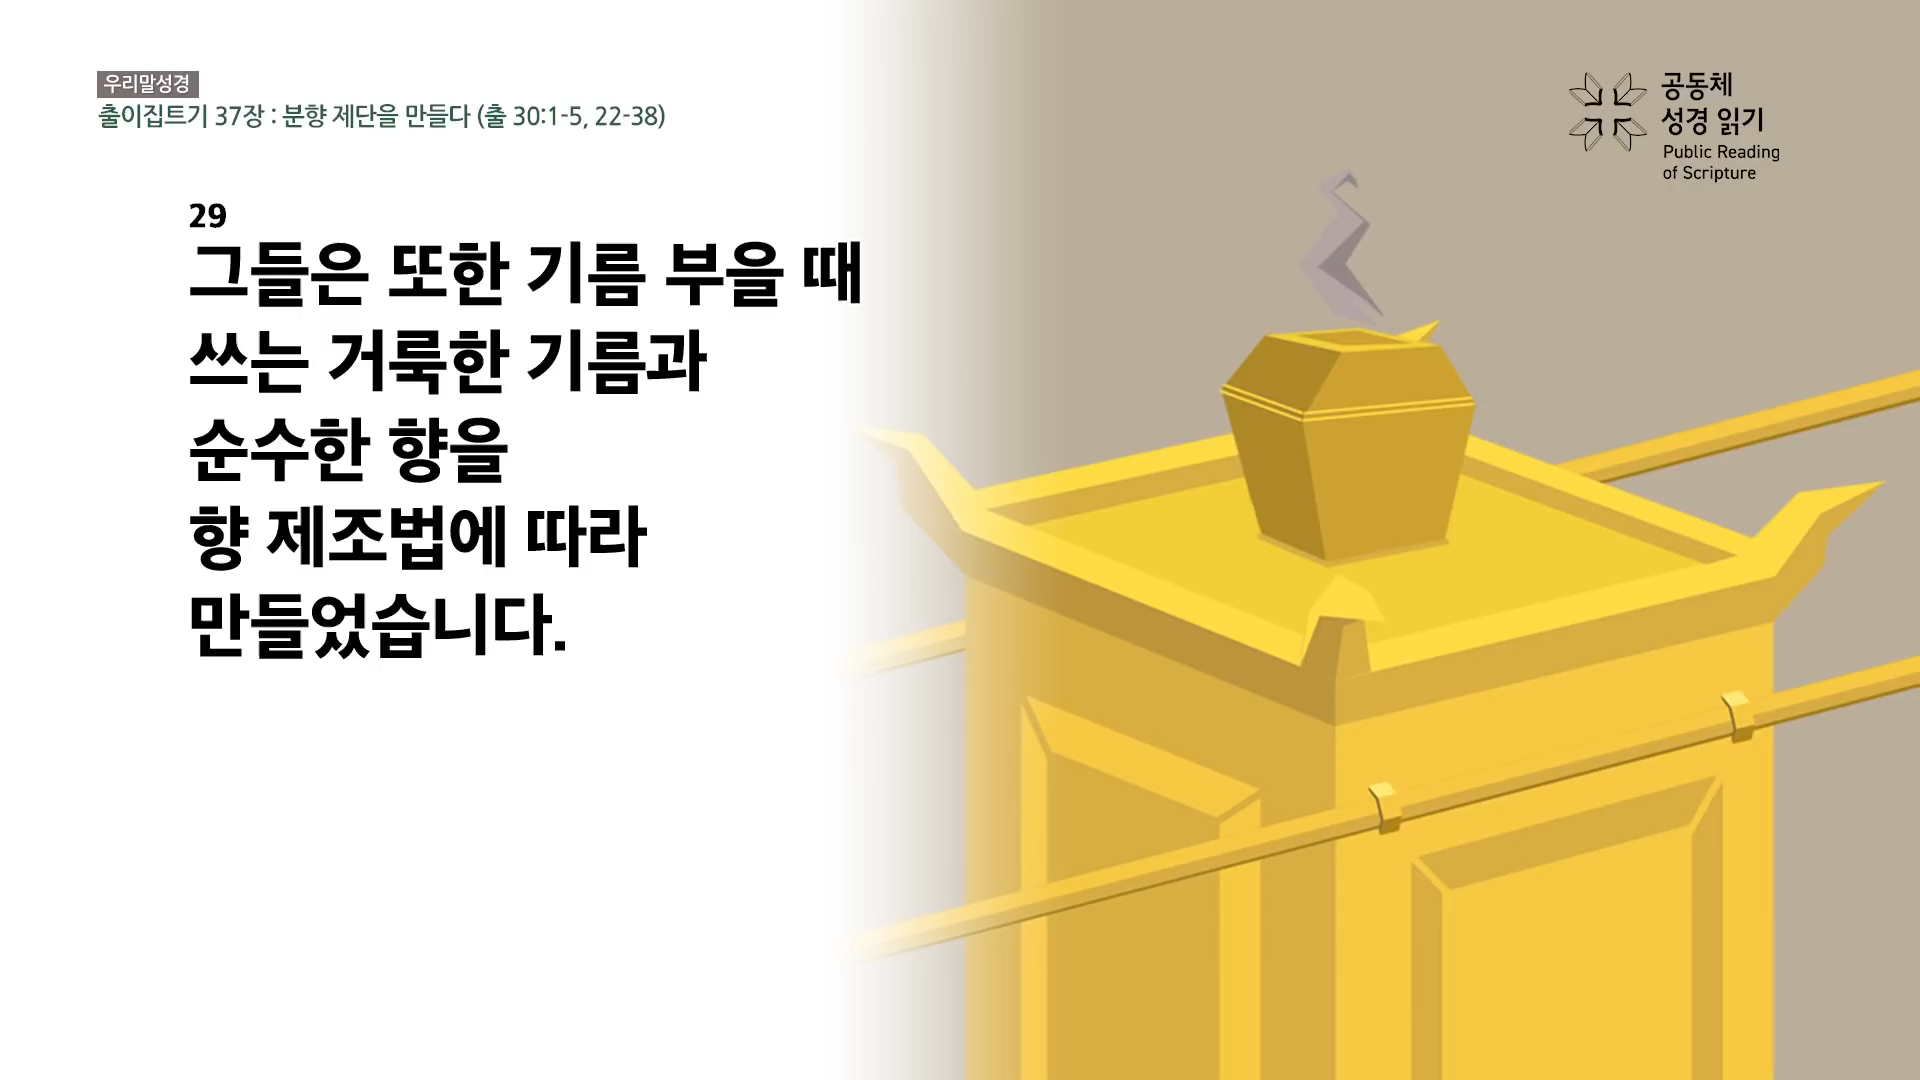 우리말성경
출이집트기 37장 : 분향 제단을 만들다 (출 30:1-5, 22-38)
공동체
성경 읽기
Public Reading
of Scripture
29
그들은 또한 기름 부을 때
쓰는 거룩한 기름과
순수한 향을
향 제조법에 따라
만들었습니다.